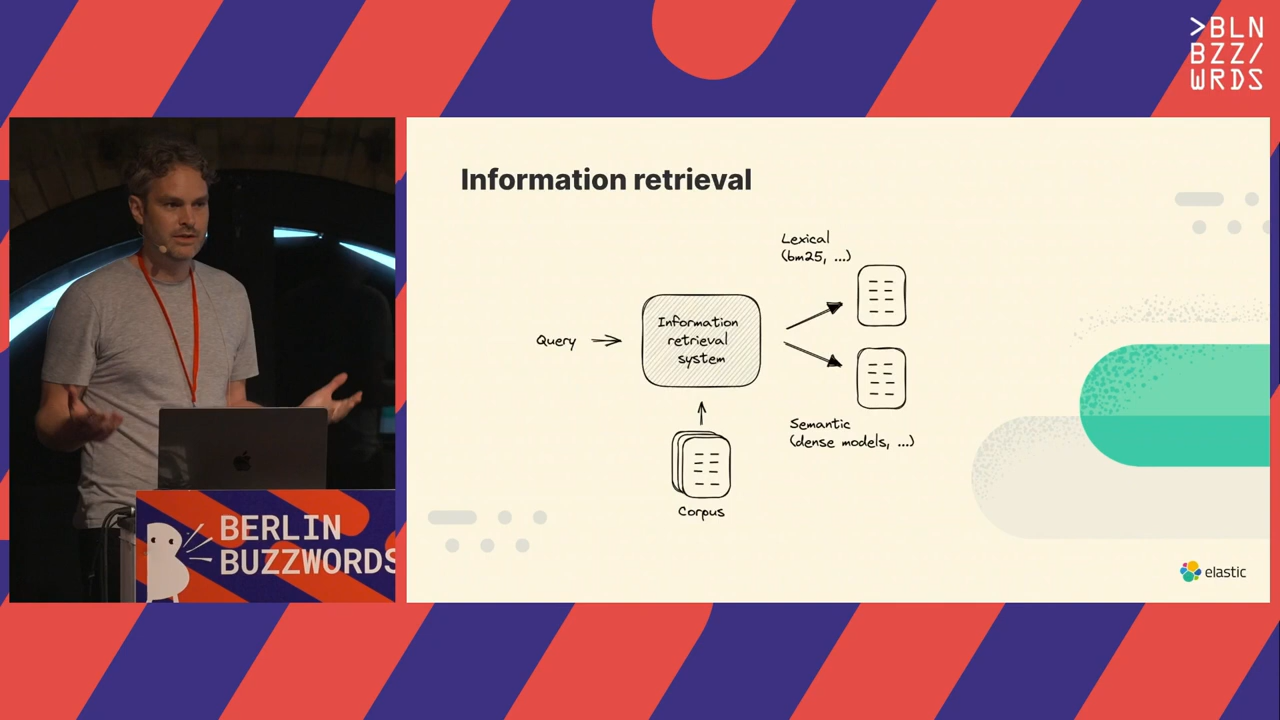 >BLN
BZZ/
WRDS
Information retrieval
Lexical
(bm25, ...)
Query
Information
retrieval
system
Semantic
(dense models, ...)
Corpus
elastic
BERLIN
BUZZWORDS